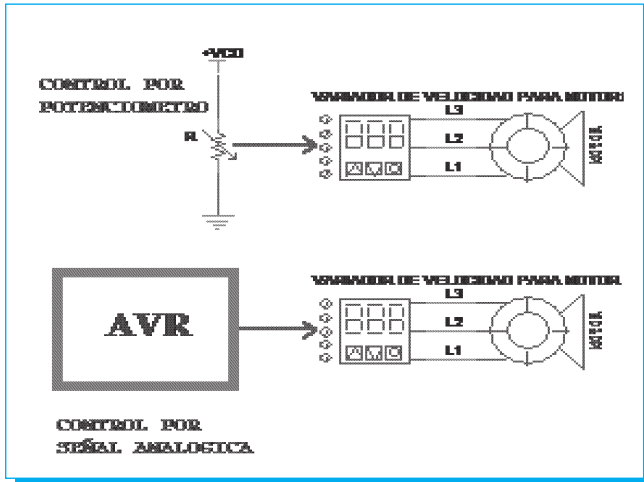 +VCD
CONTROL POR
POTENCIOMETRO
R
VARIADOR DE VELOCIDAD PARA MOTOR
L3
L2
L1
MOTOR
AVR
VARIADOR DE VELOCIDAD PARA MOTOR
L3
L2
L1
MOTOR
CONTROL POR
SEÑAL ANALOGICA